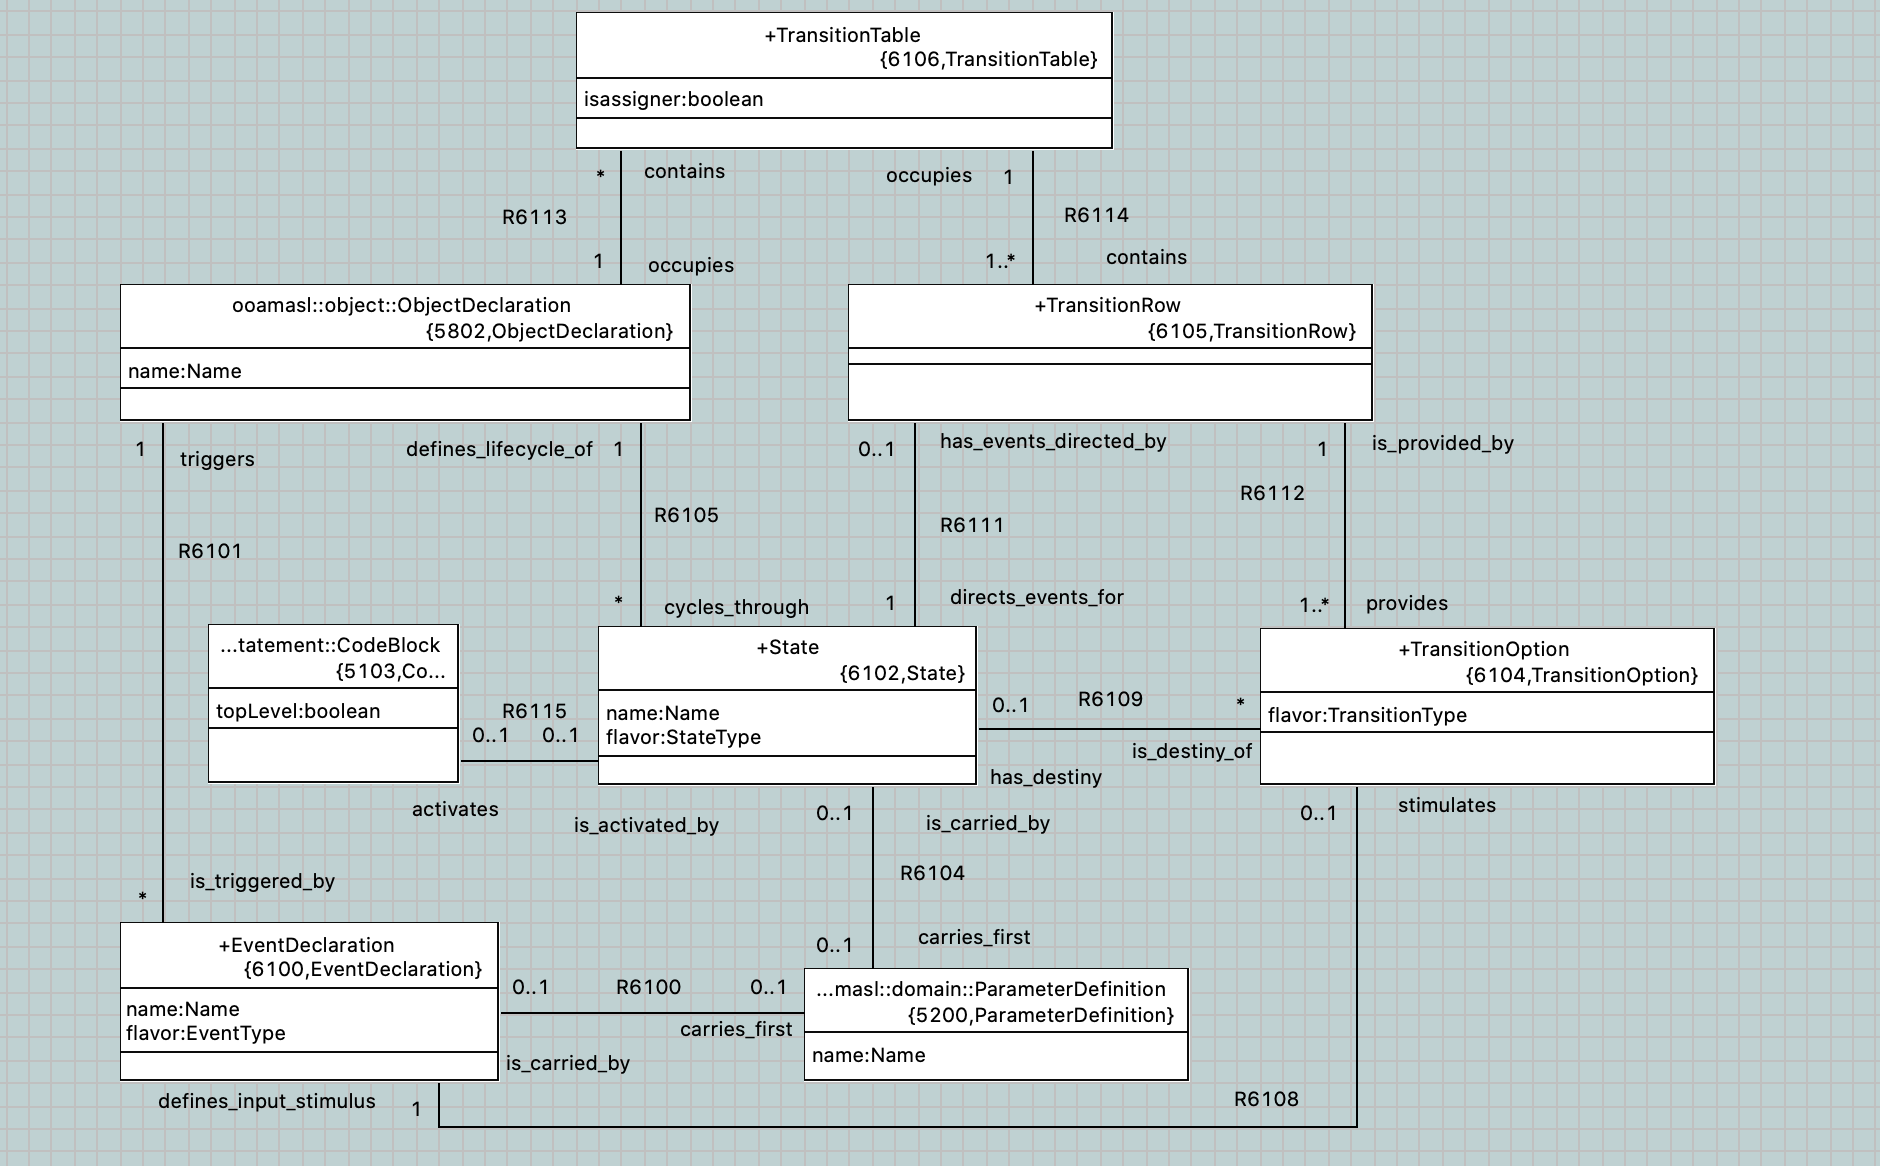 +TransitionTable
{6106,TransitionTable}
isassigner:boolean
* contains
occupies 1
R6113
R6114
1 occupies
1..* contains
ooamasl::object::ObjectDeclaration
{5802,ObjectDeclaration}
name:Name
+TransitionRow
{6105,TransitionRow}
1 triggers
defines_lifecycle_of 1
0..1 has_events_directed_by
1 is_provided_by
R6112
R6105
R6111
R6101
* cycles_through
1 directs_events_for
1..* provides
...tatement::CodeBlock
{5103,Co...
topLevel:boolean
+State
{6102,State}
name:Name
flavor:StateType
+TransitionOption
{6104,TransitionOption}
flavor:TransitionType
R6115
0..1 0..1
0..1 R6109 *
is_destiny_of
has_destiny
activates
is_activated_by
0..1 is_carried_by
0..1 stimulates
R6104
is_triggered_by
*
0..1 carries_first
+EventDeclaration
{6100,EventDeclaration}
name:Name
flavor:EventType
0..1 R6100 0..1
carries_first
is_carried_by
...masl::domain::ParameterDefinition
{5200,ParameterDefinition}
name:Name
defines_input_stimulus 1
R6108